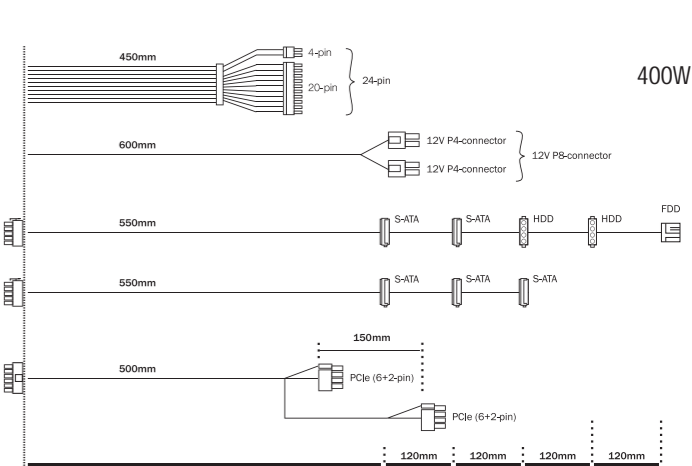 450mm
4-pin
20-pin
24-pin
400W
600mm
12V P4-connector
12V P4-connector
12V P8-connector
550mm
S-ATA
S-ATA
HDD
HDD
FDD
550mm
S-ATA
S-ATA
S-ATA
150mm
500mm
PCIe (6+2-pin)
PCIe (6+2-pin)
120mm
120mm
120mm
120mm